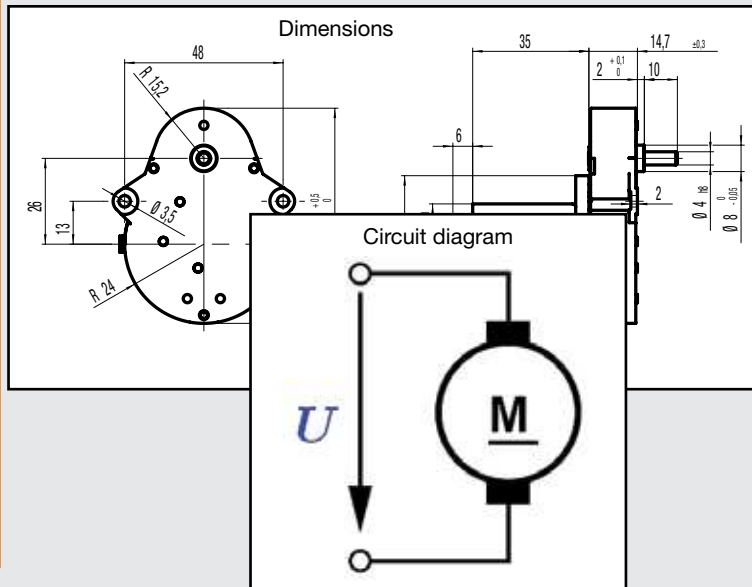 Dimensions
48
35
14,7 ±0,3
2 +0,1 0
10
R 15,2
6
26
13
Ø 3,5
+0,5 0
2
Ø 4 h8
Ø 8 0 -0,05
R 24
Circuit diagram
U
M